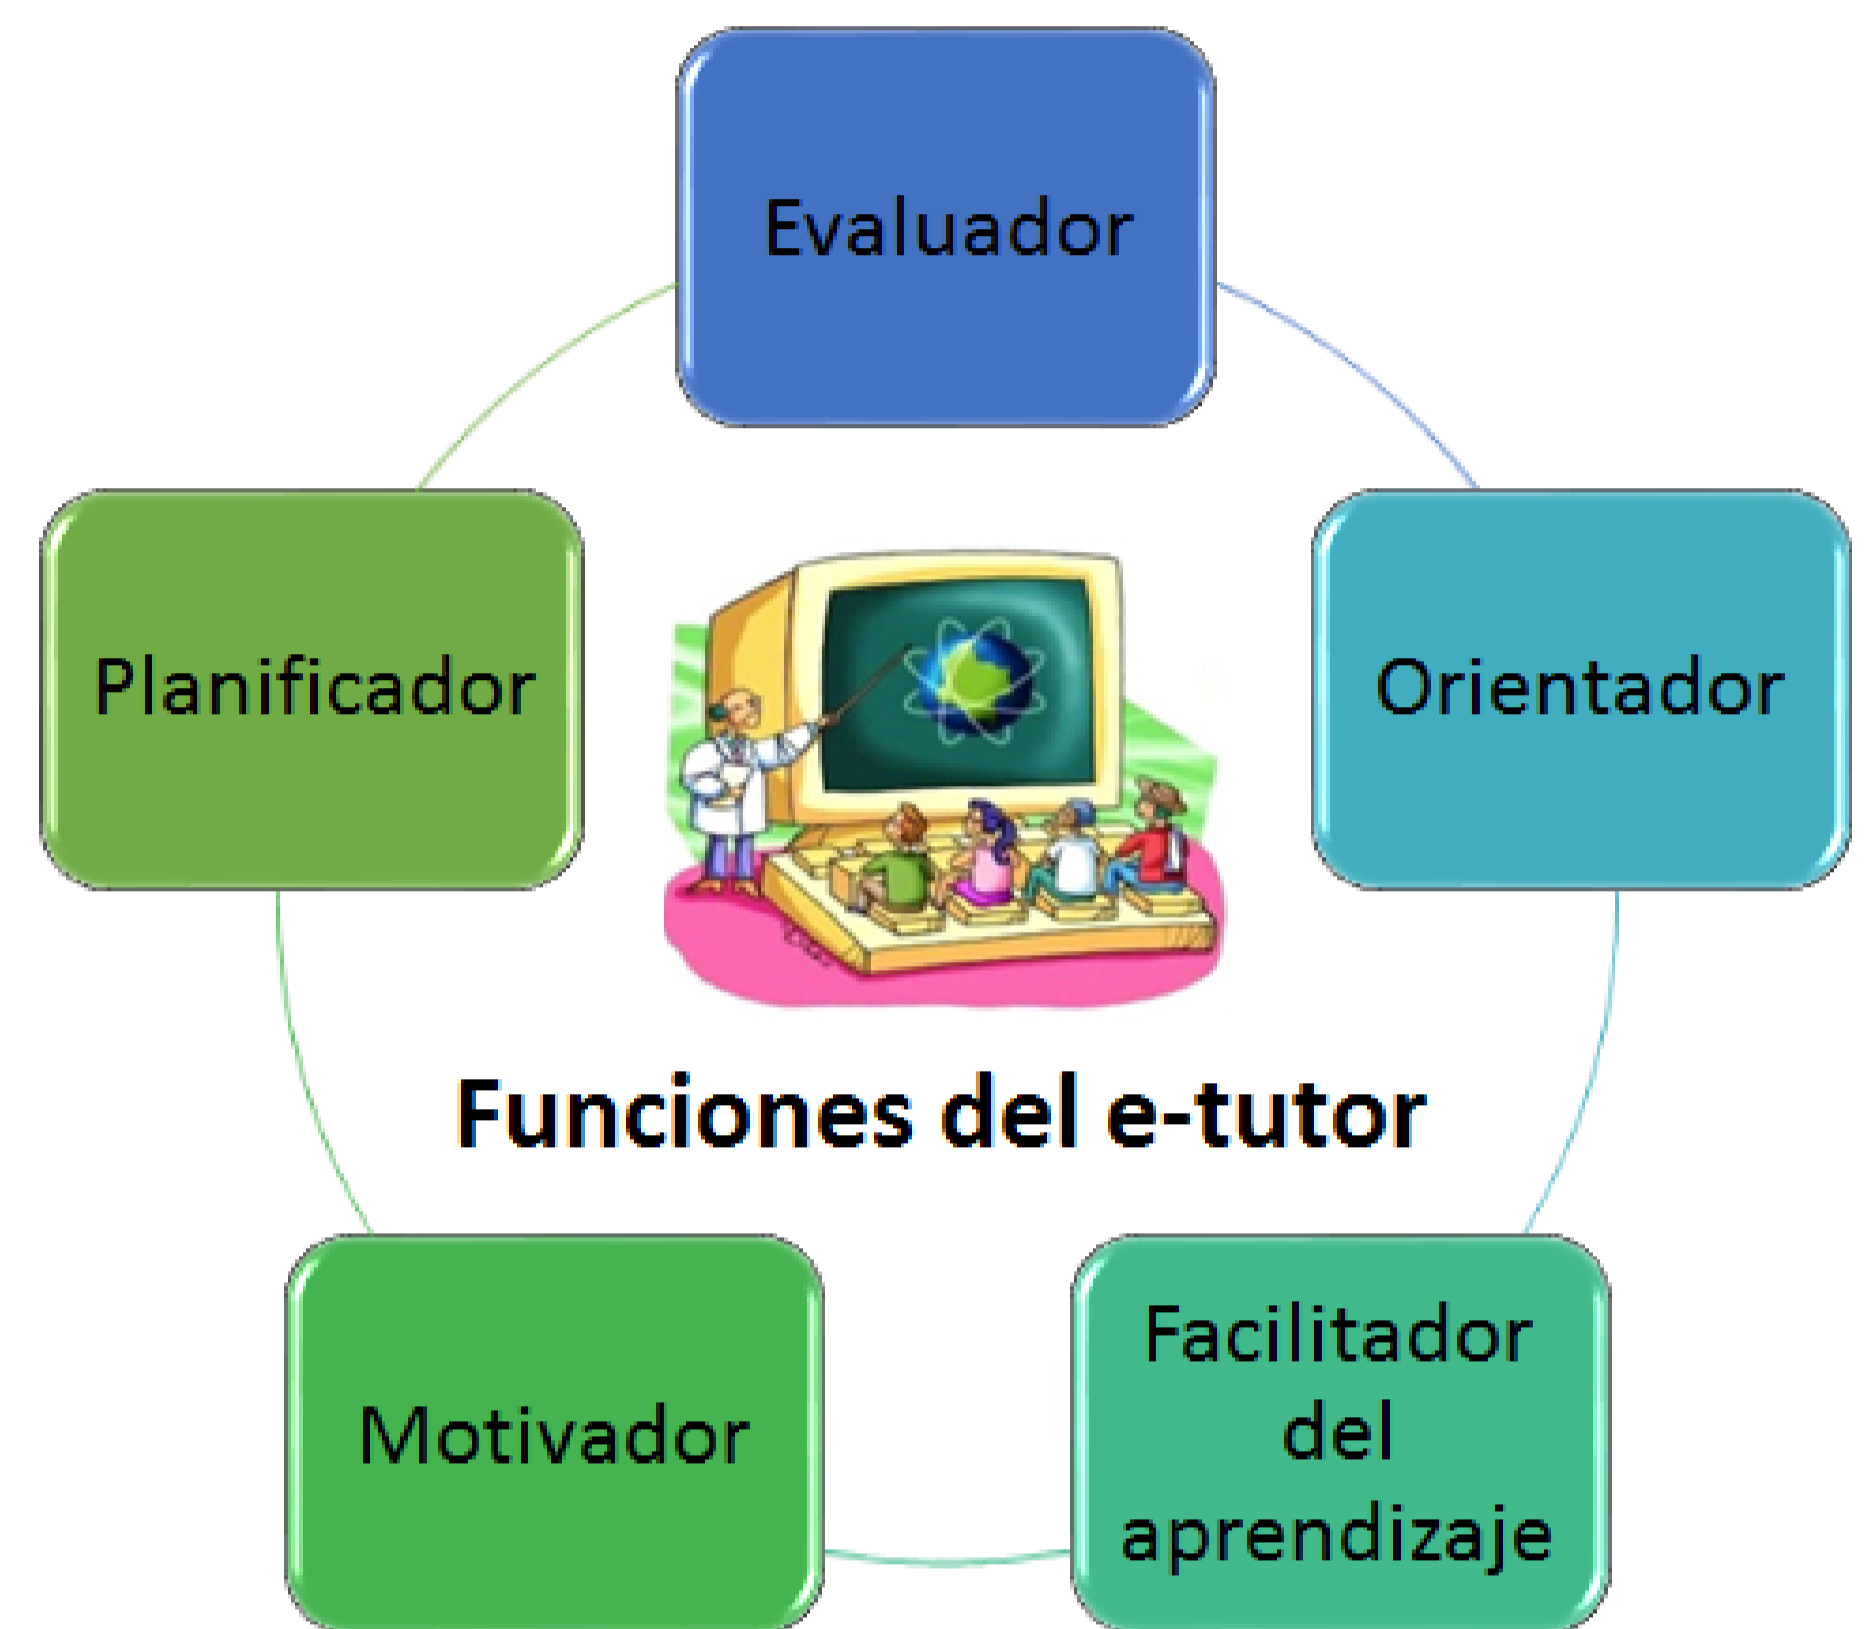 Evaluador
Planificador
Orientador
Funciones del e-tutor
Motivador
Facilitador
del
aprendizaje